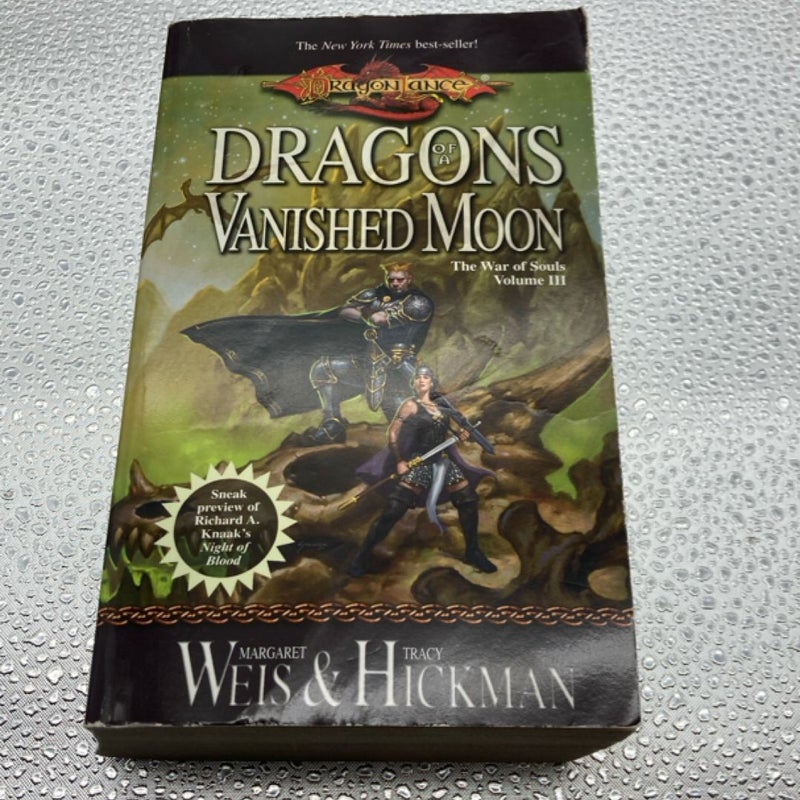 The New York Times best-seller!
DRAGONLANCE®
DRAGONS
OF
A
VANISHED MOON
The War of Souls
Volume III
Sneak
preview of
Richard A.
Knaak's
Night of
Blood
MARGARET TRACY
WEIS & HICKMAN